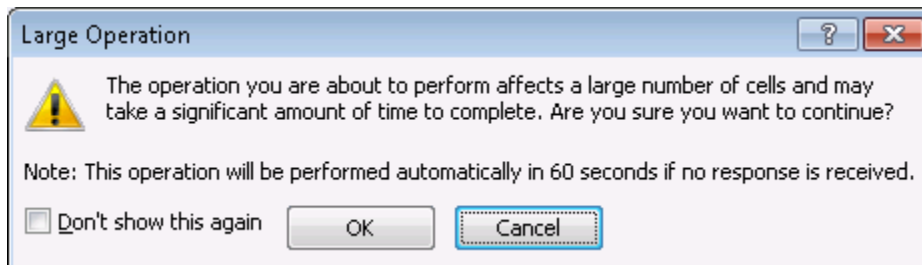 Large Operation
The operation you are about to perform affects a large number of cells and may
take a significant amount of time to complete. Are you sure you want to continue?
Note: This operation will be performed automatically in 60 seconds if no response is received.
Don't show this again OK Cancel